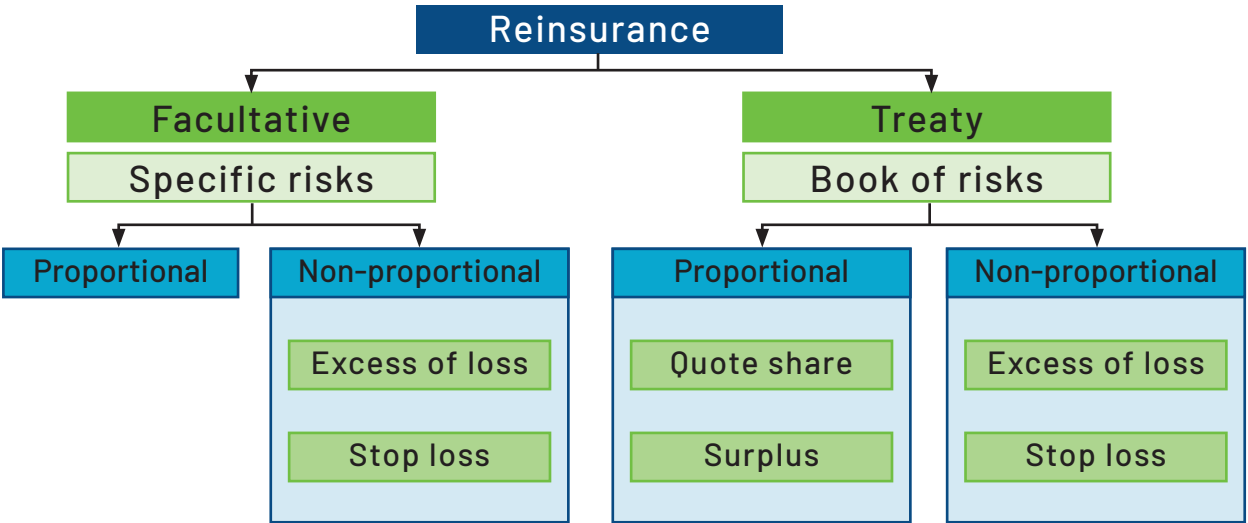 Reinsurance
Facultative
Treaty
Specific risks
Book of risks
Proportional
Non-proportional
Proportional
Non-proportional
Excess of loss
Quote share
Excess of loss
Stop loss
Surplus
Stop loss